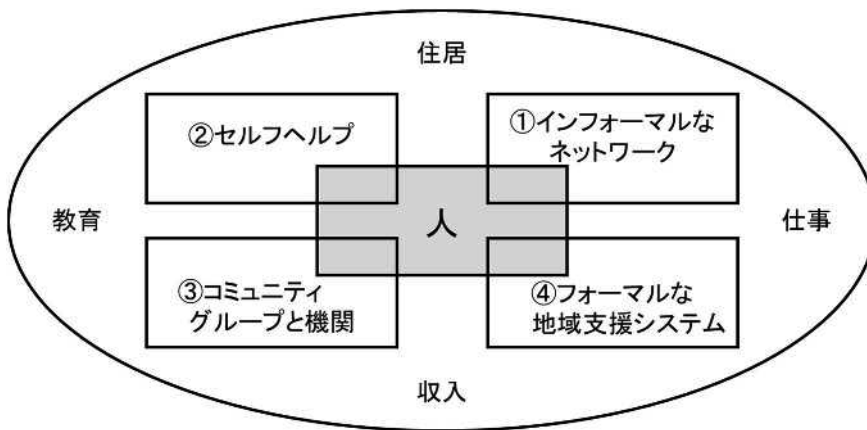 住居
②セルフヘルプ
①インフォーマルな
ネットワーク
教育
人
仕事
③コミュニティ
グループと機関
④フォーマルな
地域支援システム
収入